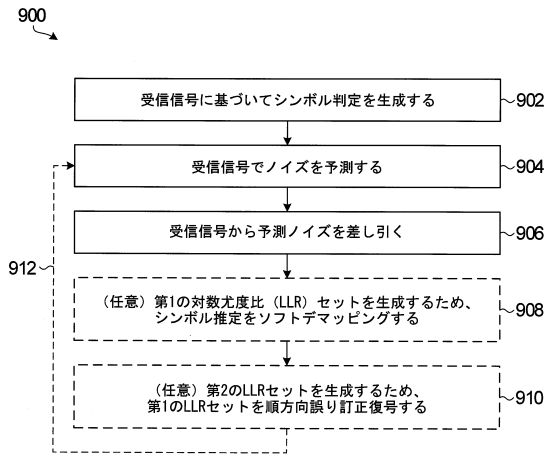 900
受信信号に基づいてシンボル判定を生成する
902
受信信号でノイズを予測する
904
受信信号から予測ノイズを差し引く
906
912
（任意）第1の対数尤度比（LLR）セットを生成するため、
シンボル推定をソフトデマッピングする
908
（任意）第2のLLRセットを生成するため、
第1のLLRセットを順方向誤り訂正復号する
910